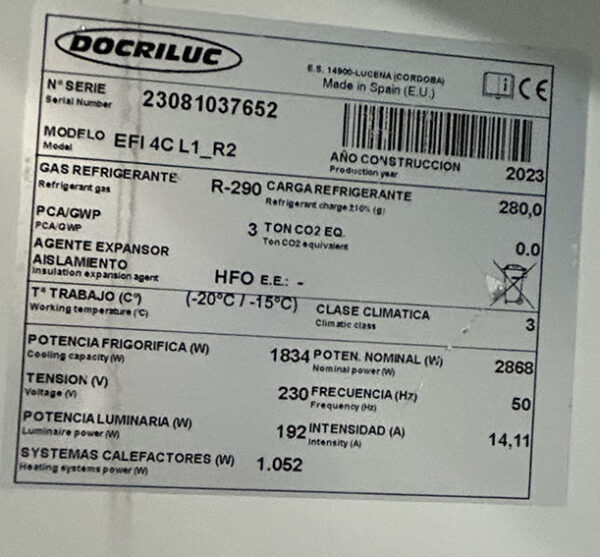 DOCRILUC
E.S. 14900-LUCENA (CORDOBA)
Made in Spain (E.U.)
CE
Nº SERIE 23081037652
Serial Number
MODELO EFI 4C L1_R2
Model
AÑO CONSTRUCCION 2023
Production year
GAS REFRIGERANTE R-290 CARGA REFRIGERANTE 280,0
Refrigerant gas Refrigerant charge ±10% (g)
PCA/GWP 3 TON CO2 EQ. 0.0
PCA/GWP Ton CO2 equivalent
AGENTE EXPANSOR
AISLAMIENTO HFO E.E.: -
Insulation expansion agent
Tª TRABAJO (Cº) (-20ºC / -15ºC) CLASE CLIMATICA 3
Working temperature (ºC) Climatic class
POTENCIA FRIGORIFICA (W) 1834 POTEN. NOMINAL (W) 2868
Cooling capacity (W) Nominal power (W)
TENSION (V) 230 FRECUENCIA (Hz) 50
Voltage (V) Frequency (Hz)
POTENCIA LUMINARIA (W) 192 INTENSIDAD (A) 14,11
Luminaire power (W) Intensity (A)
SYSTEMAS CALEFACTORES (W) 1.052
Heating systems power (W)